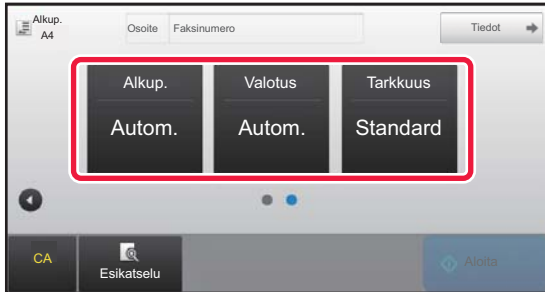 Alkup.
A4
Osoite Faksinumero
Tiedot
Alkup. Valotus Tarkkuus
Autom. Autom. Standard
CA
Esikatselu
Aloita